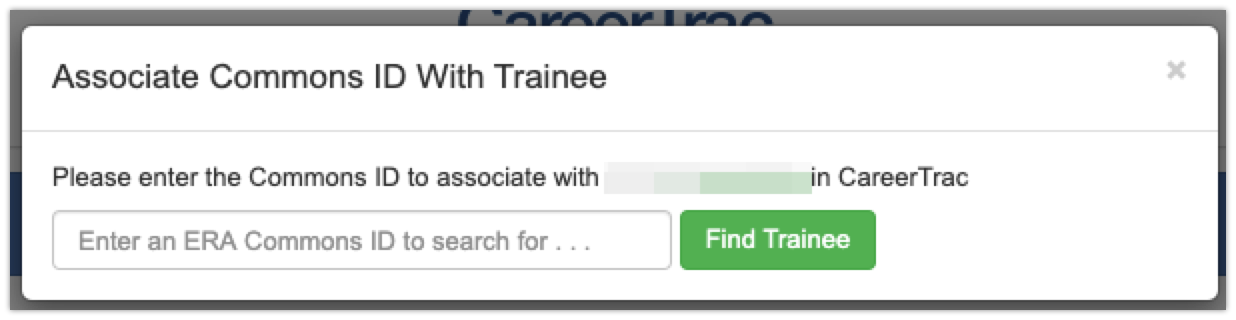 CareerTrac
Associate Commons ID With Trainee
×
Please enter the Commons ID to associate with in CareerTrac
Enter an ERA Commons ID to search for . . .
Find Trainee